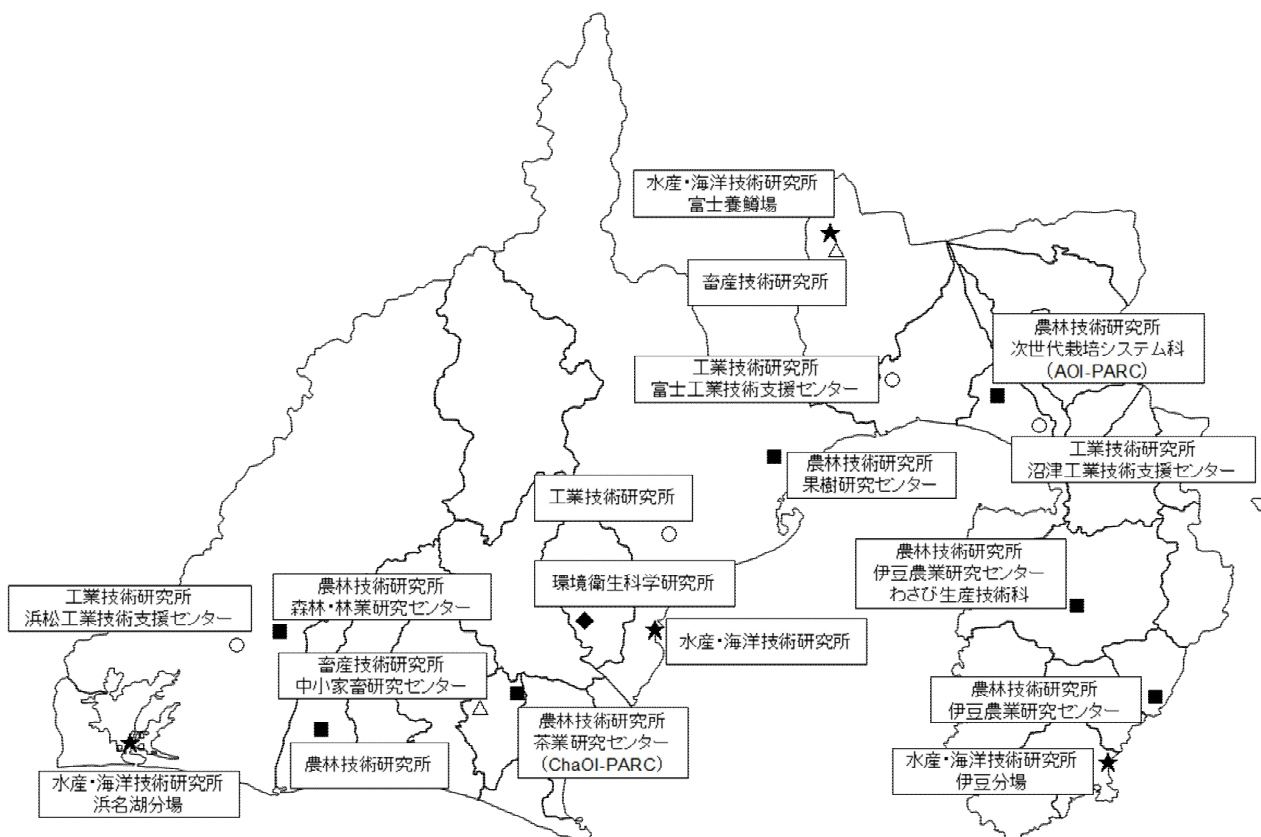 水産・海洋技術研究所
富士養鱒場
畜産技術研究所
農林技術研究所
次世代栽培システム科
（AOI-PARC）
工業技術研究所
富士工業技術支援センター
工業技術研究所
沼津工業技術支援センター
農林技術研究所
果樹研究センター
工業技術研究所
農林技術研究所
伊豆農業研究センター
わさび生産技術科
環境衛生科学研究所
農林技術研究所
森林・林業研究センター
工業技術研究所
浜松工業技術支援センター
水産・海洋技術研究所
畜産技術研究所
中小家畜研究センター
農林技術研究所
伊豆農業研究センター
農林技術研究所
茶業研究センター
（ChaOI-PARC）
農林技術研究所
水産・海洋技術研究所
伊豆分場
水産・海洋技術研究所
浜名湖分場